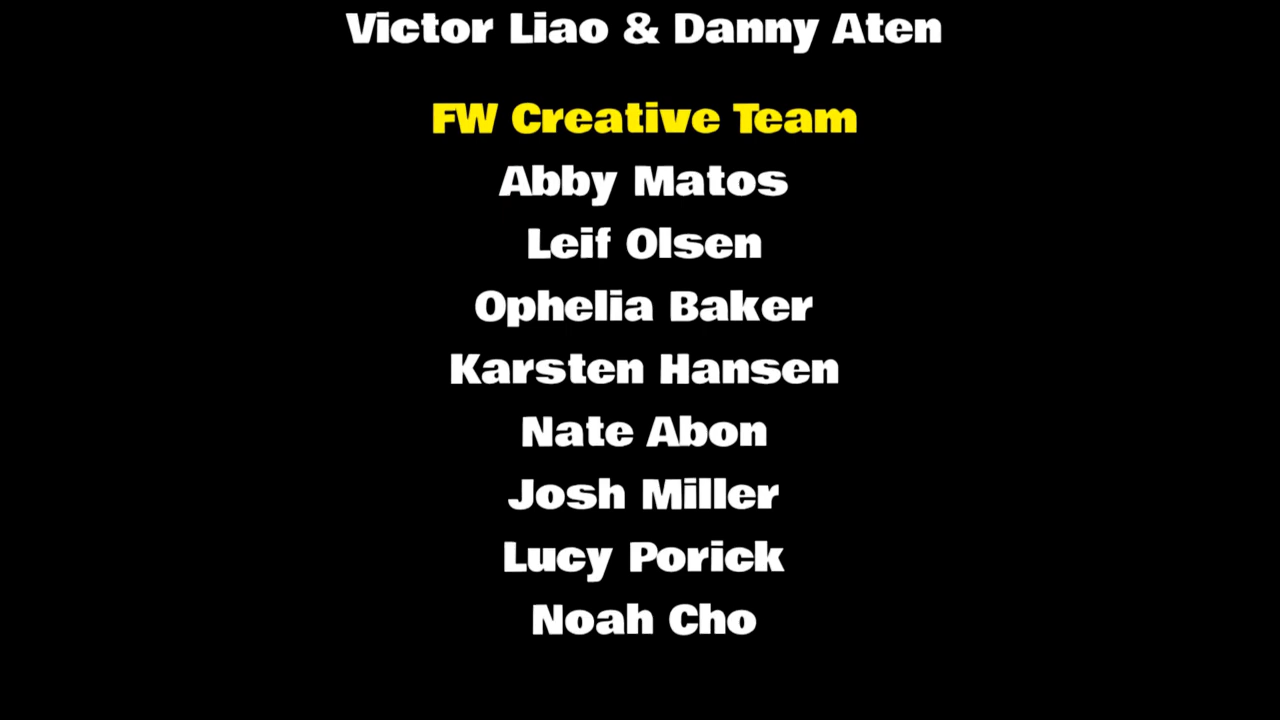 Victor Liao & Danny Aten
FW Creative Team
Abby Matos
Leif Olsen
Ophelia Baker
Karsten Hansen
Nate Abon
Josh Miller
Lucy Porick
Noah Cho